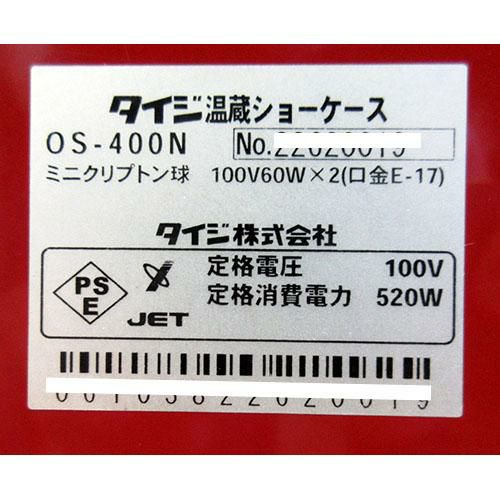 タイジ温蔵ショーケース
OS-400N No.
ミニクリプトン球 100V60W×2(口金E-17)
タイジ株式会社
PS
E
JET
定格電圧 100V
定格消費電力 520W